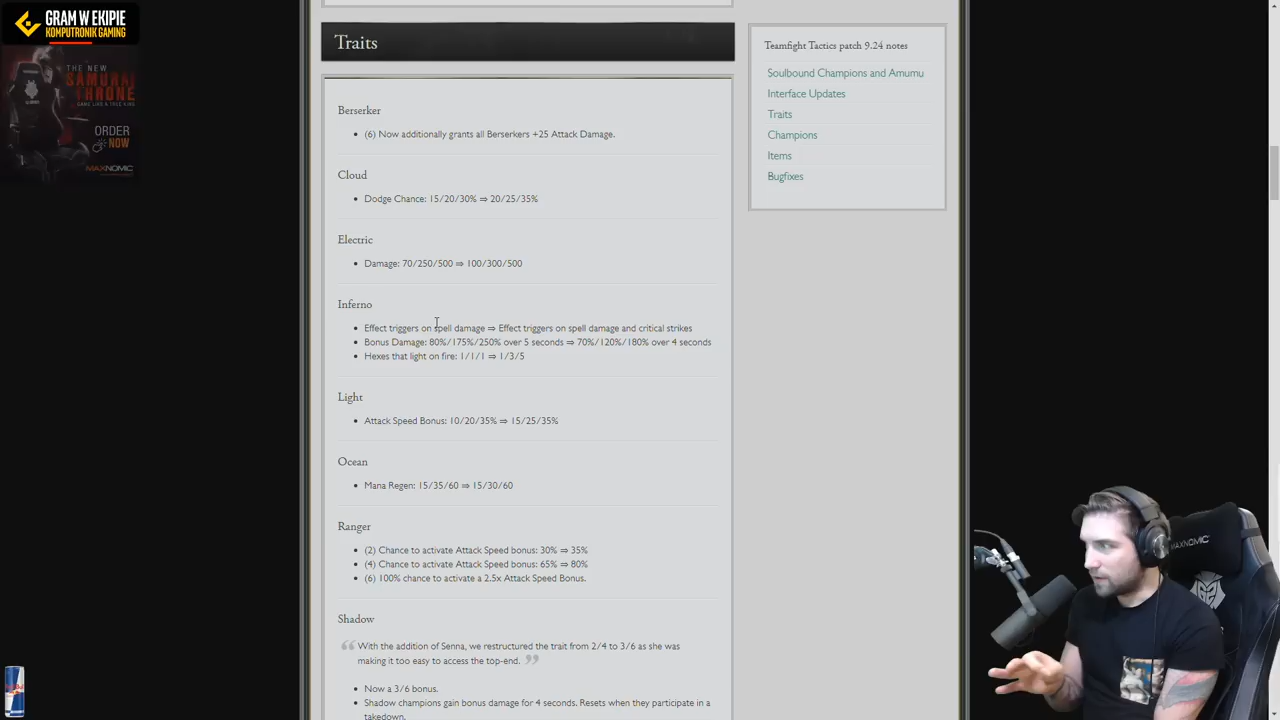 GRAM W EKIPIE
KOMPUTRONIK GAMING
THE NEW
SAMURAI
THRONE
GAME LIKE A TRUE KING
ORDER
NOW
MAXNOMIC
Traits
Berserker
(6) Now additionally grants all Berserkers +25 Attack Damage.
Cloud
Dodge Chance: 15/20/30% ⇒ 20/25/35%
Electric
Damage: 70/250/500 ⇒ 100/300/500
Inferno
Effect triggers on spell damage ⇒ Effect triggers on spell damage and critical strikes
Bonus Damage: 80%/175%/250% over 5 seconds ⇒ 70%/120%/180% over 4 seconds
Hexes that light on fire: 1/1/1 ⇒ 1/3/5
Light
Attack Speed Bonus: 10/20/35% ⇒ 15/25/35%
Ocean
Mana Regen: 15/35/60 ⇒ 15/30/60
Ranger
(2) Chance to activate Attack Speed bonus: 30% ⇒ 35%
(4) Chance to activate Attack Speed bonus: 65% ⇒ 80%
(6) 100% chance to activate a 2.5x Attack Speed Bonus.
Shadow
With the addition of Senna, we restructured the trait from 2/4 to 3/6 as she was
making it too easy to access the top-end.
Now a 3/6 bonus.
Shadow champions gain bonus damage for 4 seconds. Resets when they participate in a
takedown.
Teamfight Tactics patch 9.24 notes
Soulbound Champions and Amumu
Interface Updates
Traits
Champions
Items
Bugfixes
MAXNOMIC